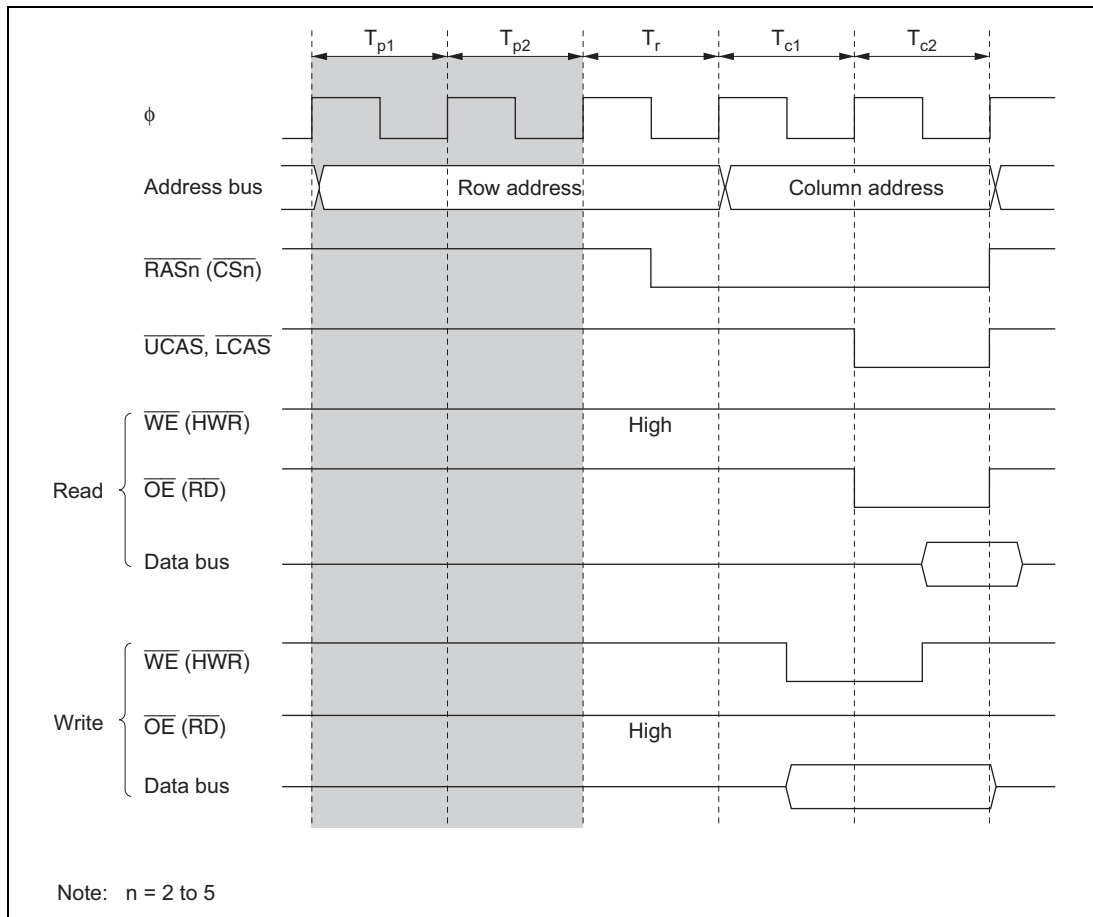 Tp1 Tp2 Tr Tc1 Tc2
ϕ
Address bus Row address Column address
RASn (CSn)
UCAS, LCAS
WE (HWR) High
Read OE (RD)
Data bus
WE (HWR)
Write OE (RD) High
Data bus
Note: n = 2 to 5